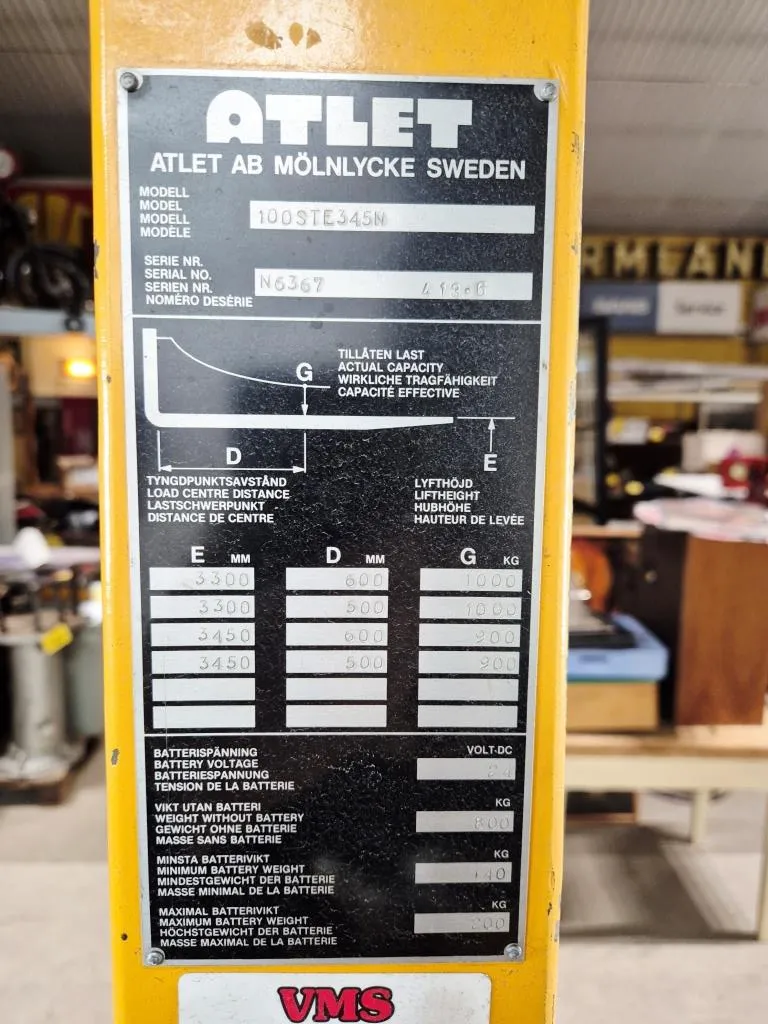 ATLET
ATLET AB MÖLNLYCKE SWEDEN
MODELL
MODEL
MODELL
MODÈLE
100STE345N
SERIE NR.
SERIAL NO.
SERIEN NR.
NOMÉRO DESÉRIE
N6367
G
TILLÅTEN LAST
ACTUAL CAPACITY
WIRKLICHE TRAGFÄHIGKEIT
CAPACITÉ EFFECTIVE
D
E
TYNGDPUNKTSAVSTÅND
LOAD CENTRE DISTANCE
LASTSCHWERPUNKT
DISTANCE DE CENTRE
LYFTHÖJD
LIFTHEIGHT
HUBHÖHE
HAUTEUR DE LEVÉE
E MM D MM G KG
3300 600 1000
3300 500 1000
3450 600 900
3450 500 900
BATTERISPÄNNING
BATTERY VOLTAGE
BATTERIESPANNUNG
TENSION DE LA BATTERIE
VOLT-DC
24
VIKT UTAN BATTERI
WEIGHT WITHOUT BATTERY
GEWICHT OHNE BATTERIE
MASSE SANS BATTERIE
KG
800
MINSTA BATTERIVIKT
MINIMUM BATTERY WEIGHT
MINDESTGEWICHT DER BATTERIE
MASSE MINIMAL DE LA BATTERIE
KG
140
MAXIMAL BATTERIVIKT
MAXIMUM BATTERY WEIGHT
HÖCHSTGEWICHT DER BATTERIE
MASSE MAXIMAL DE LA BATTERIE
KG
200
VMS
Service